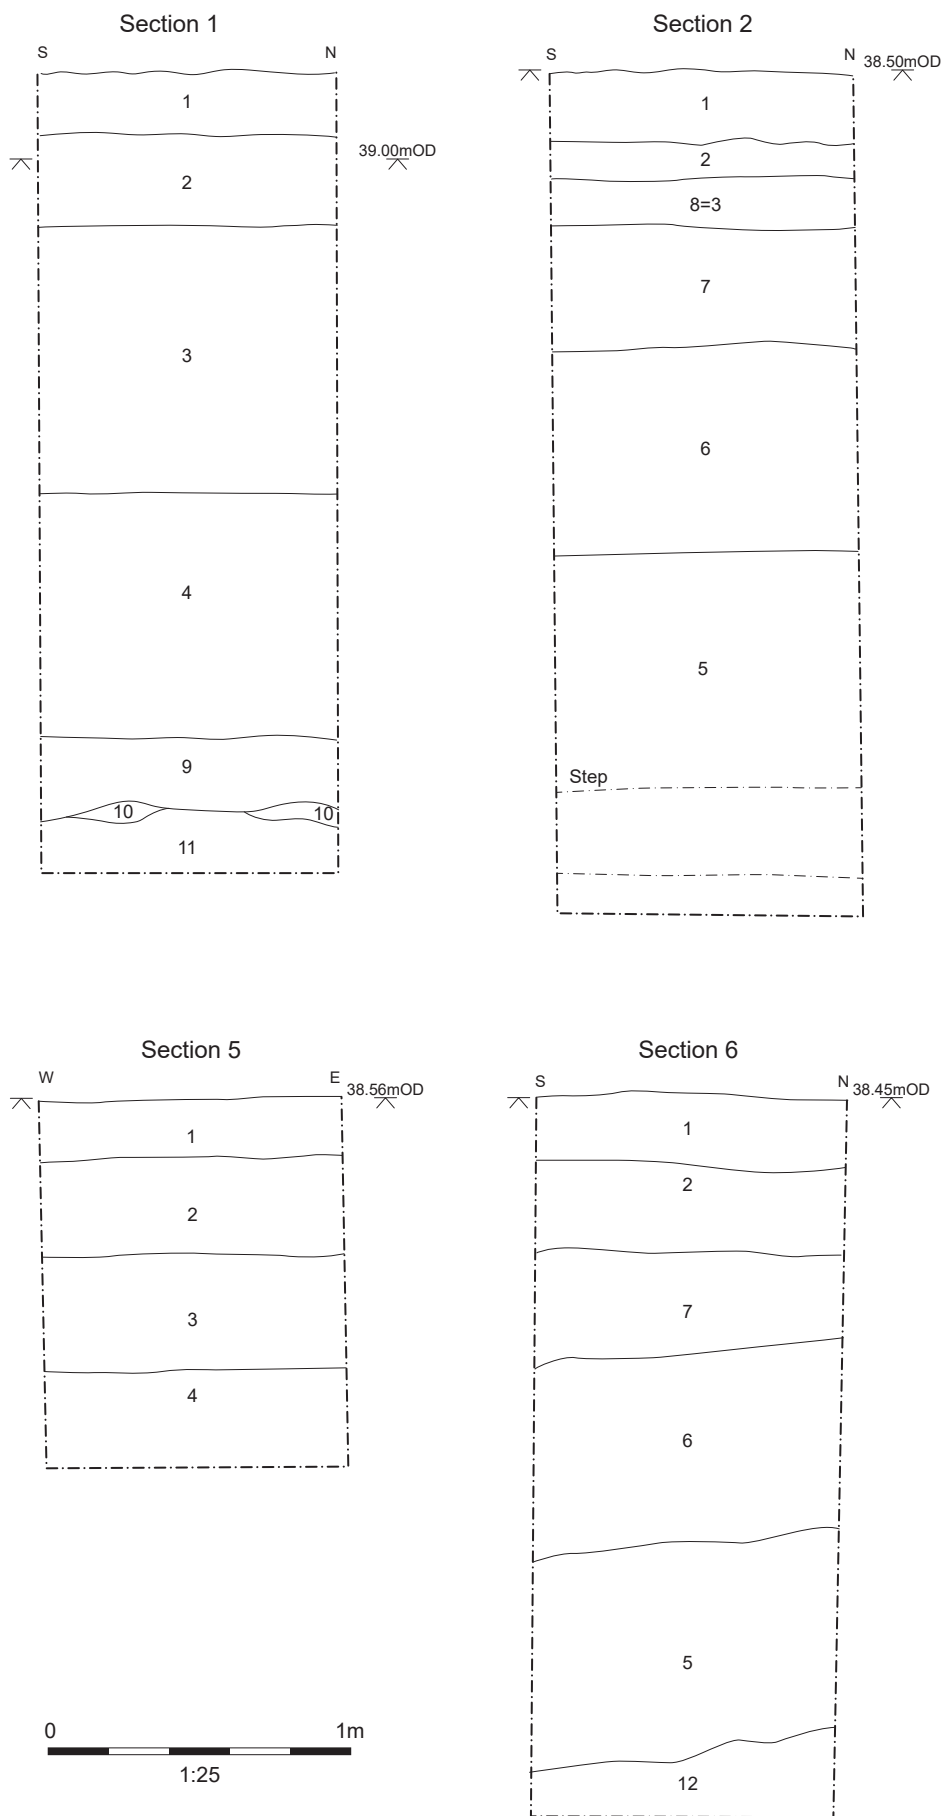 Section 1
S N
1
39.00mOD
2
3
4
9
10 10
11
Section 2
S N 38.50mOD
1
2
8=3
7
6
5
Step
Section 5
W E 38.56mOD
1
2
3
4
Section 6
S N 38.45mOD
1
2
7
6
5
12
0 1m
1:25